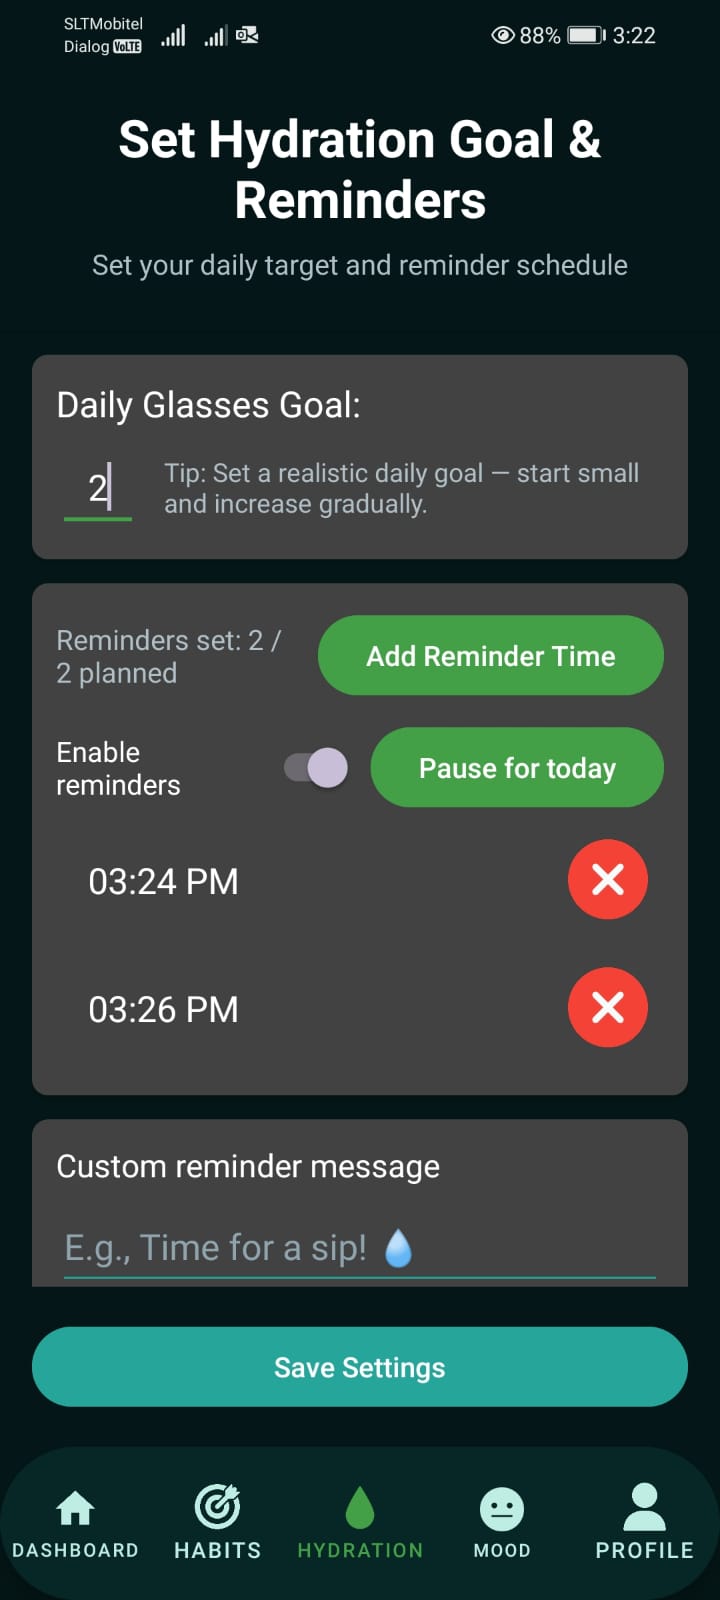 SLTMobitel
Dialog VoLTE
88% 3:22
Set Hydration Goal &
Reminders
Set your daily target and reminder schedule
Daily Glasses Goal:
2
Tip: Set a realistic daily goal — start small
and increase gradually.
Reminders set: 2 /
2 planned
Add Reminder Time
Enable
reminders
Pause for today
03:24 PM
03:26 PM
Custom reminder message
E.g., Time for a sip! 💧
Save Settings
DASHBOARD HABITS HYDRATION MOOD PROFILE